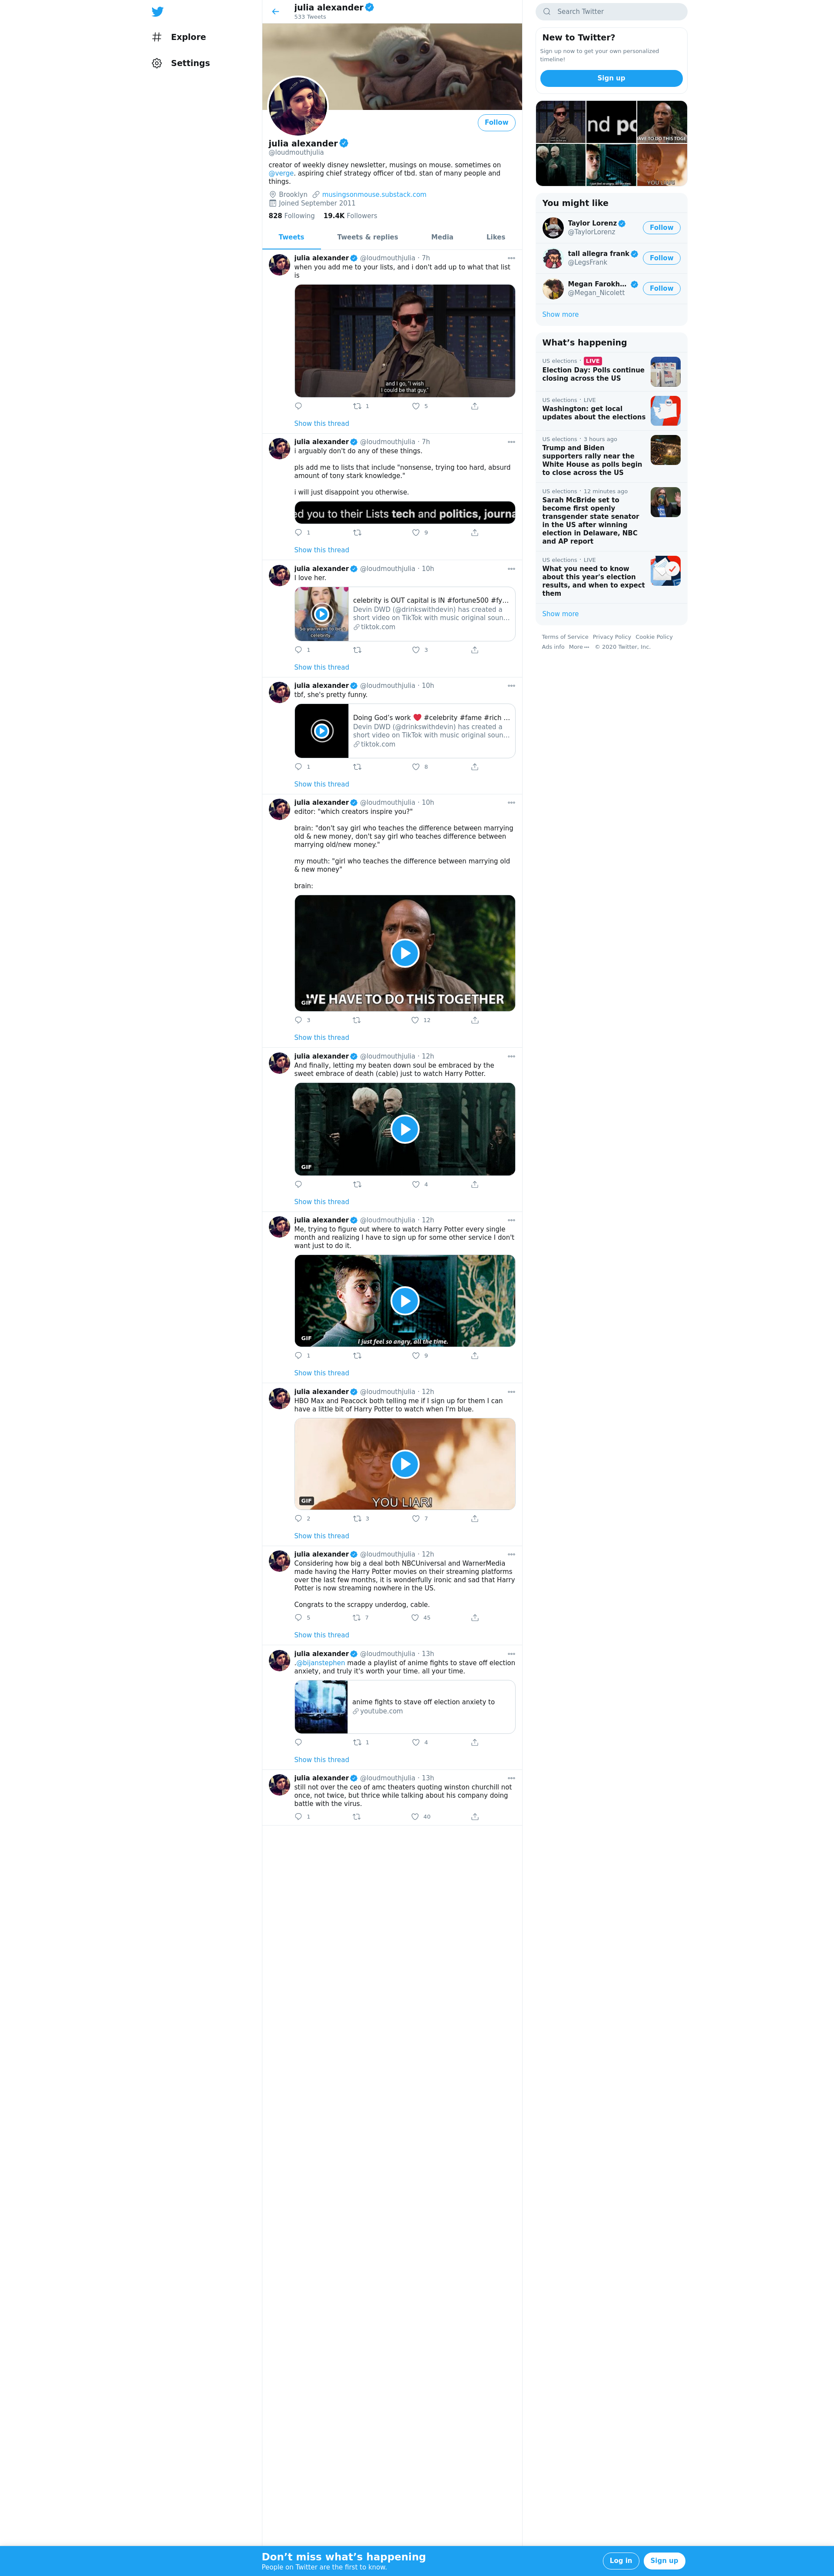 Explore
Settings
julia alexander
533 Tweets
Follow
julia alexander
@loudmouthjulia
creator of weekly disney newsletter, musings on mouse. sometimes on
@verge. aspiring chief strategy officer of tbd. stan of many people and
things.
Brooklyn musingsonmouse.substack.com
Joined September 2011
828 Following 19.4K Followers
Tweets Tweets & replies Media Likes
julia alexander @loudmouthjulia · 7h
when you add me to your lists, and i don't add up to what that list
is
and I go, "I wish
I could be that guy."
1 5
Show this thread
julia alexander @loudmouthjulia · 7h
i arguably don't do any of these things.
pls add me to lists that include "nonsense, trying too hard, absurd
amount of tony stark knowledge."
i will just disappoint you otherwise.
ed you to their Lists tech and politics, journa
1 9
Show this thread
julia alexander @loudmouthjulia · 10h
I love her.
So you want to be a
celebrity
celebrity is OUT capital is IN #fortune500 #fy...
Devin DWD (@drinkswithdevin) has created a
short video on TikTok with music original soun...
tiktok.com
1 3
Show this thread
julia alexander @loudmouthjulia · 10h
tbf, she's pretty funny.
Doing God's work ❤️ #celebrity #fame #rich ...
Devin DWD (@drinkswithdevin) has created a
short video on TikTok with music original soun...
tiktok.com
1 8
Show this thread
julia alexander @loudmouthjulia · 10h
editor: "which creators inspire you?"
brain: "don't say girl who teaches the difference between marrying
old & new money, don't say girl who teaches difference between
marrying old/new money."
my mouth: "girl who teaches the difference between marrying old
& new money"
brain:
WE HAVE TO DO THIS TOGETHER
GIF
3 12
Show this thread
julia alexander @loudmouthjulia · 12h
And finally, letting my beaten down soul be embraced by the
sweet embrace of death (cable) just to watch Harry Potter.
GIF
4
Show this thread
julia alexander @loudmouthjulia · 12h
Me, trying to figure out where to watch Harry Potter every single
month and realizing I have to sign up for some other service I don't
want just to do it.
GIF
I just feel so angry, all the time.
1 9
Show this thread
julia alexander @loudmouthjulia · 12h
HBO Max and Peacock both telling me if I sign up for them I can
have a little bit of Harry Potter to watch when I'm blue.
GIF
YOU LIAR!
2 3 7
Show this thread
julia alexander @loudmouthjulia · 12h
Considering how big a deal both NBCUniversal and WarnerMedia
made having the Harry Potter movies on their streaming platforms
over the last few months, it is wonderfully ironic and sad that Harry
Potter is now streaming nowhere in the US.
Congrats to the scrappy underdog, cable.
5 7 45
Show this thread
julia alexander @loudmouthjulia · 13h
.@bijanstephen made a playlist of anime fights to stave off election
anxiety, and truly it's worth your time. all your time.
anime fights to stave off election anxiety to
youtube.com
1 4
Show this thread
julia alexander @loudmouthjulia · 13h
still not over the ceo of amc theaters quoting winston churchill not
once, not twice, but thrice while talking about his company doing
battle with the virus.
1 40
Search Twitter
New to Twitter?
Sign up now to get your own personalized
timeline!
Sign up
nd po
HAVE TO DO THIS TOGE
YOU LIAR!
You might like
Taylor Lorenz
@TaylorLorenz
Follow
tall allegra frank
@LegsFrank
Follow
Megan Farokh...
@Megan_Nicolett
Follow
Show more
What's happening
US elections · LIVE
Election Day: Polls continue
closing across the US
US elections · LIVE
Washington: get local
updates about the elections
US elections · 3 hours ago
Trump and Biden
supporters rally near the
White House as polls begin
to close across the US
US elections · 12 minutes ago
Sarah McBride set to
become first openly
transgender state senator
in the US after winning
election in Delaware, NBC
and AP report
US elections · LIVE
What you need to know
about this year's election
results, and when to expect
them
Show more
Terms of Service Privacy Policy Cookie Policy
Ads info More © 2020 Twitter, Inc.
Don't miss what's happening
People on Twitter are the first to know.
Log in Sign up